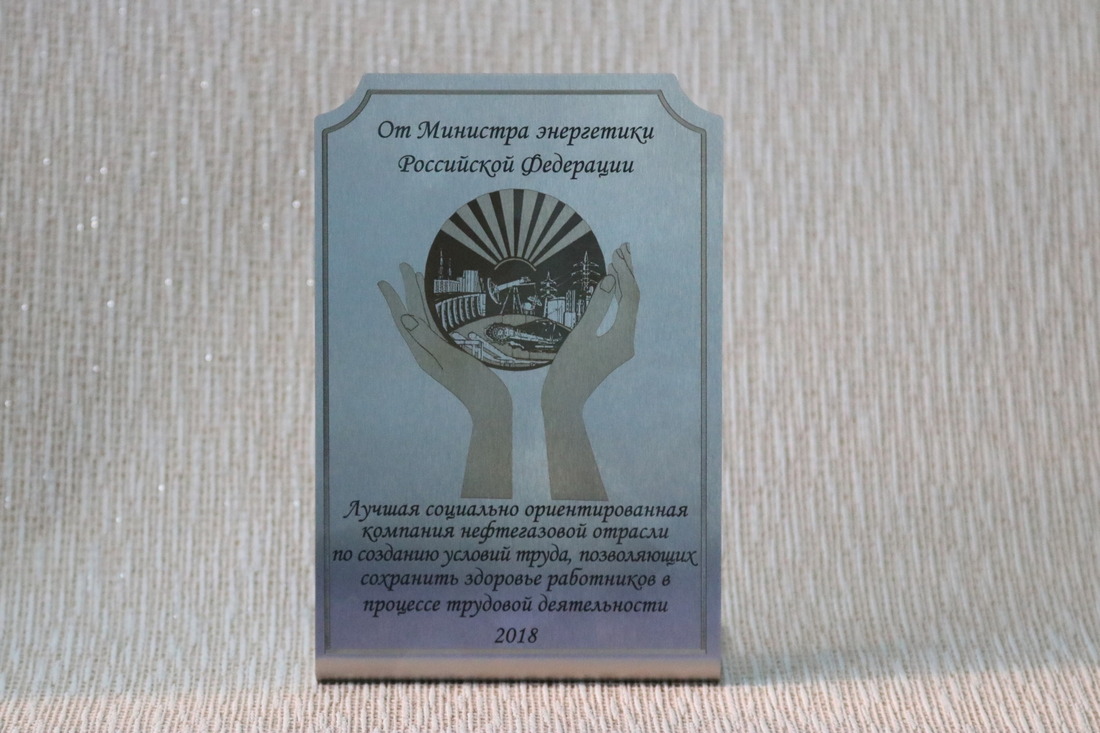 От Министра энергетики
Российской Федерации
Лучшая социально ориентированная
компания нефтегазовой отрасли
по созданию условий труда, позволяющих
сохранить здоровье работников в
процессе трудовой деятельности
2018